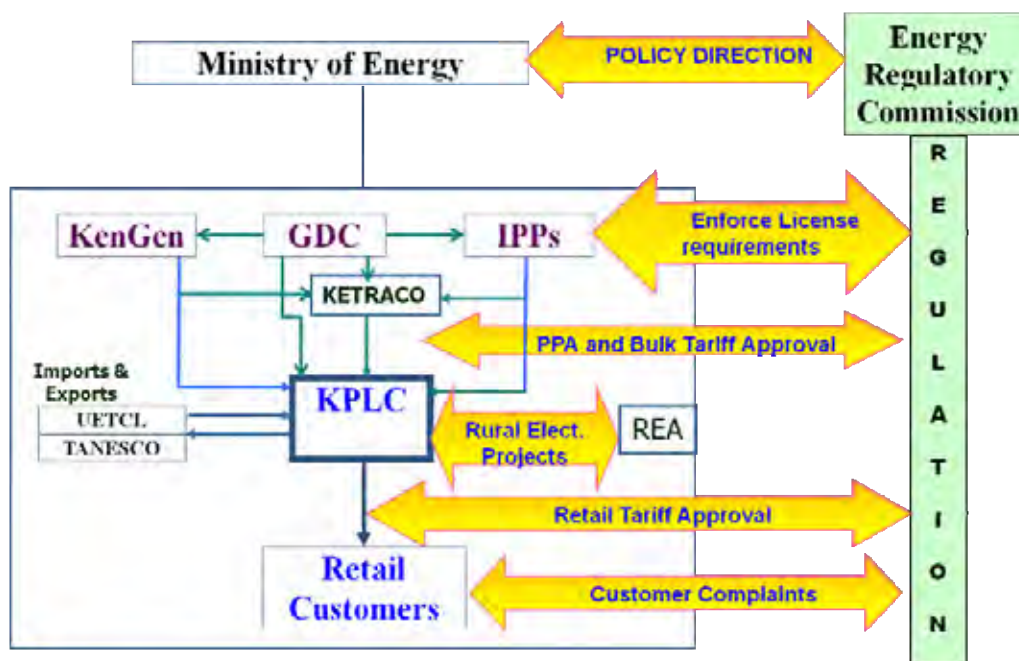 Ministry of Energy
POLICY DIRECTION
Energy
Regulatory
Commission
REGULATION
KenGen
GDC
IPPs
Enforce License
requirements
KETRACO
PPA and Bulk Tariff Approval
Imports &
Exports
UETCL
TANESCO
KPLC
Rural Elect.
Projects
REA
Retail Tariff Approval
Retail
Customers
Customer Complaints